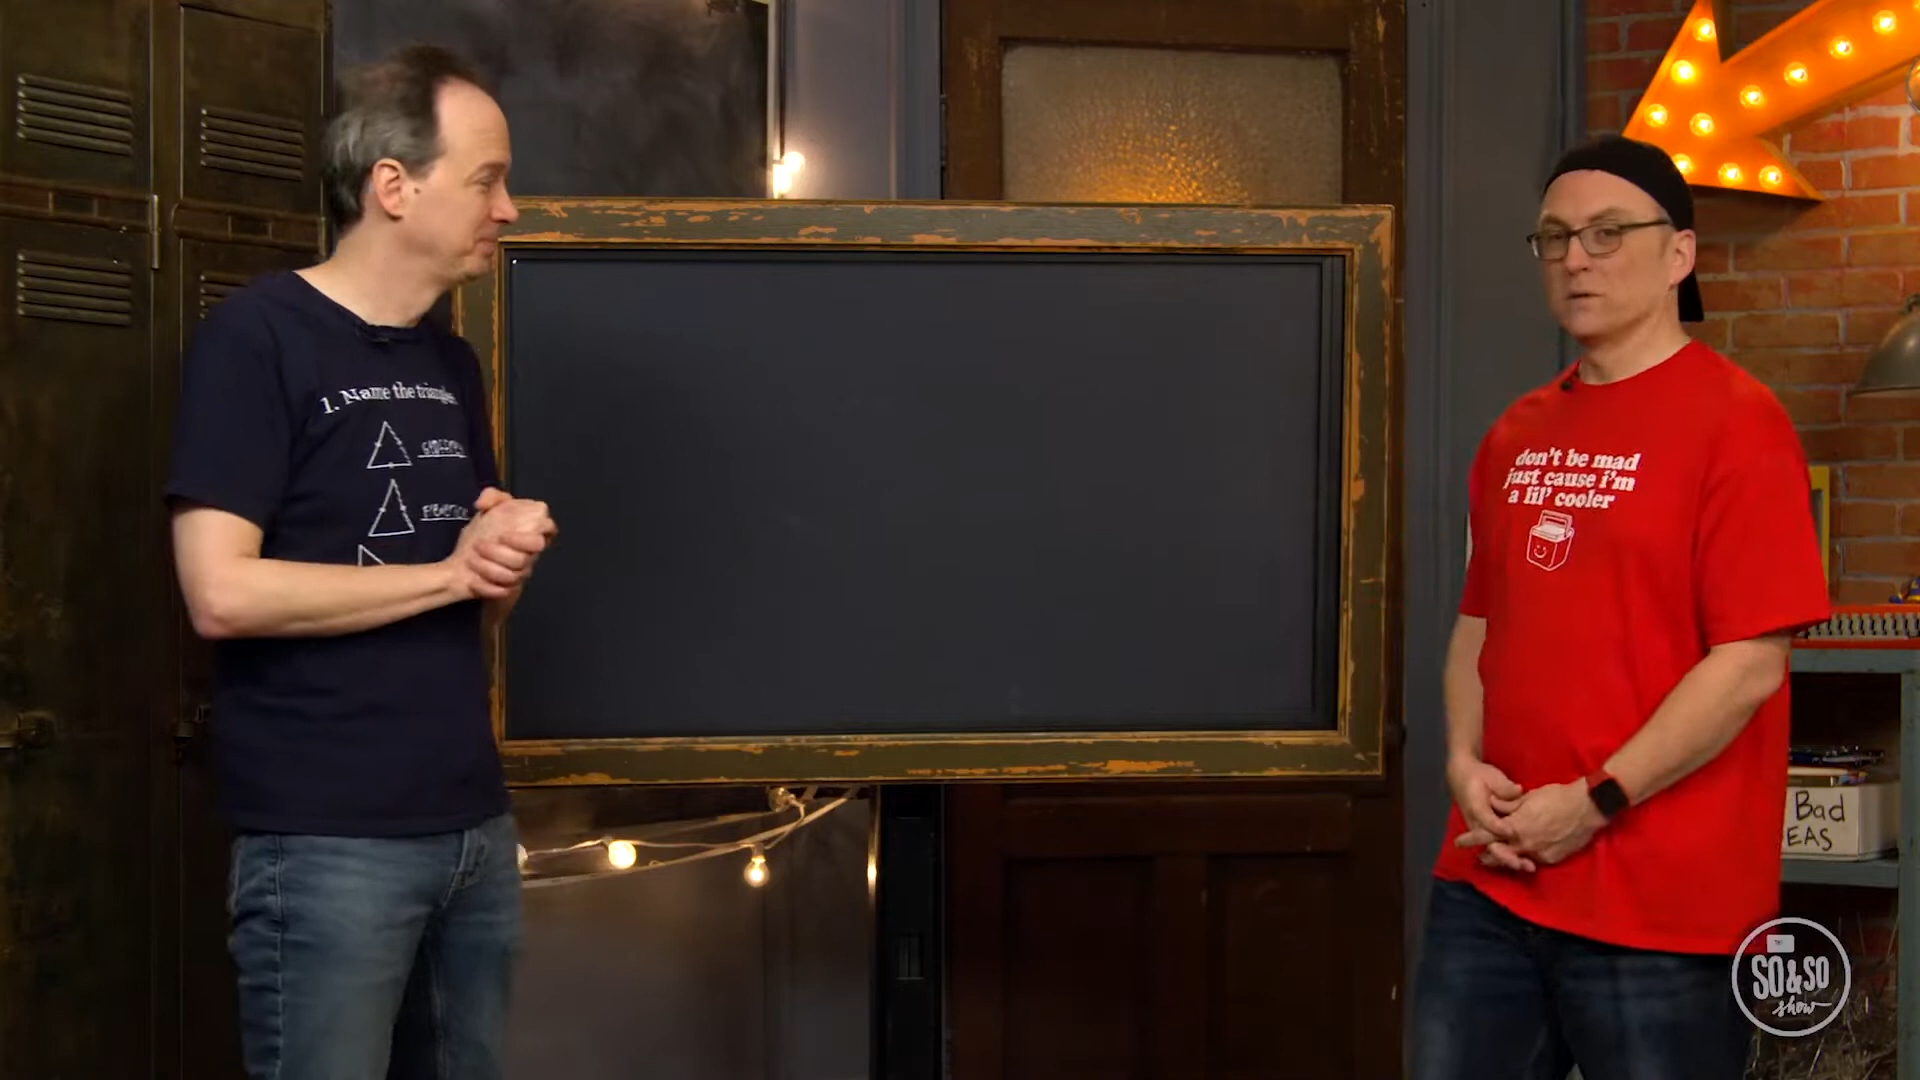 1. Name the triangles
don't be mad
just cause i'm
a lil' cooler
Bad
EAS
SO & SO
show